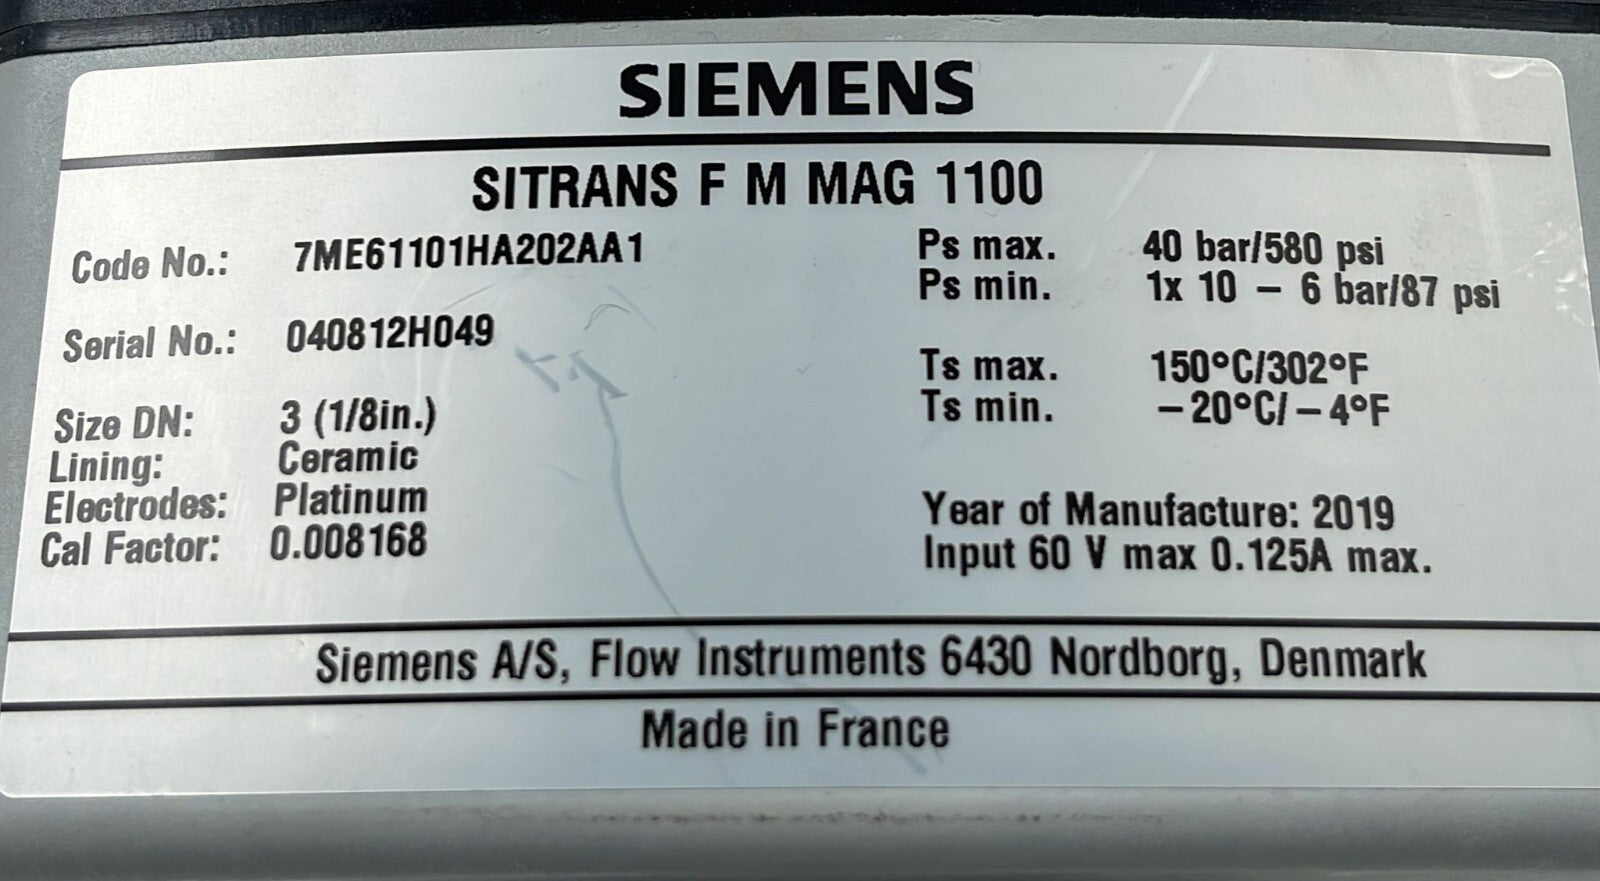 SIEMENS
SITRANS F M MAG 1100
Code No.: 7ME61101HA202AA1
Serial No.: 040812H049
Size DN: 3 (1/8in.)
Lining: Ceramic
Electrodes: Platinum
Cal Factor: 0.008168
Ps max. 40 bar/580 psi
Ps min. 1x 10 – 6 bar/87 psi
Ts max. 150°C/302°F
Ts min. –20°C/–4°F
Year of Manufacture: 2019
Input 60 V max 0.125A max.
Siemens A/S, Flow Instruments 6430 Nordborg, Denmark
Made in France